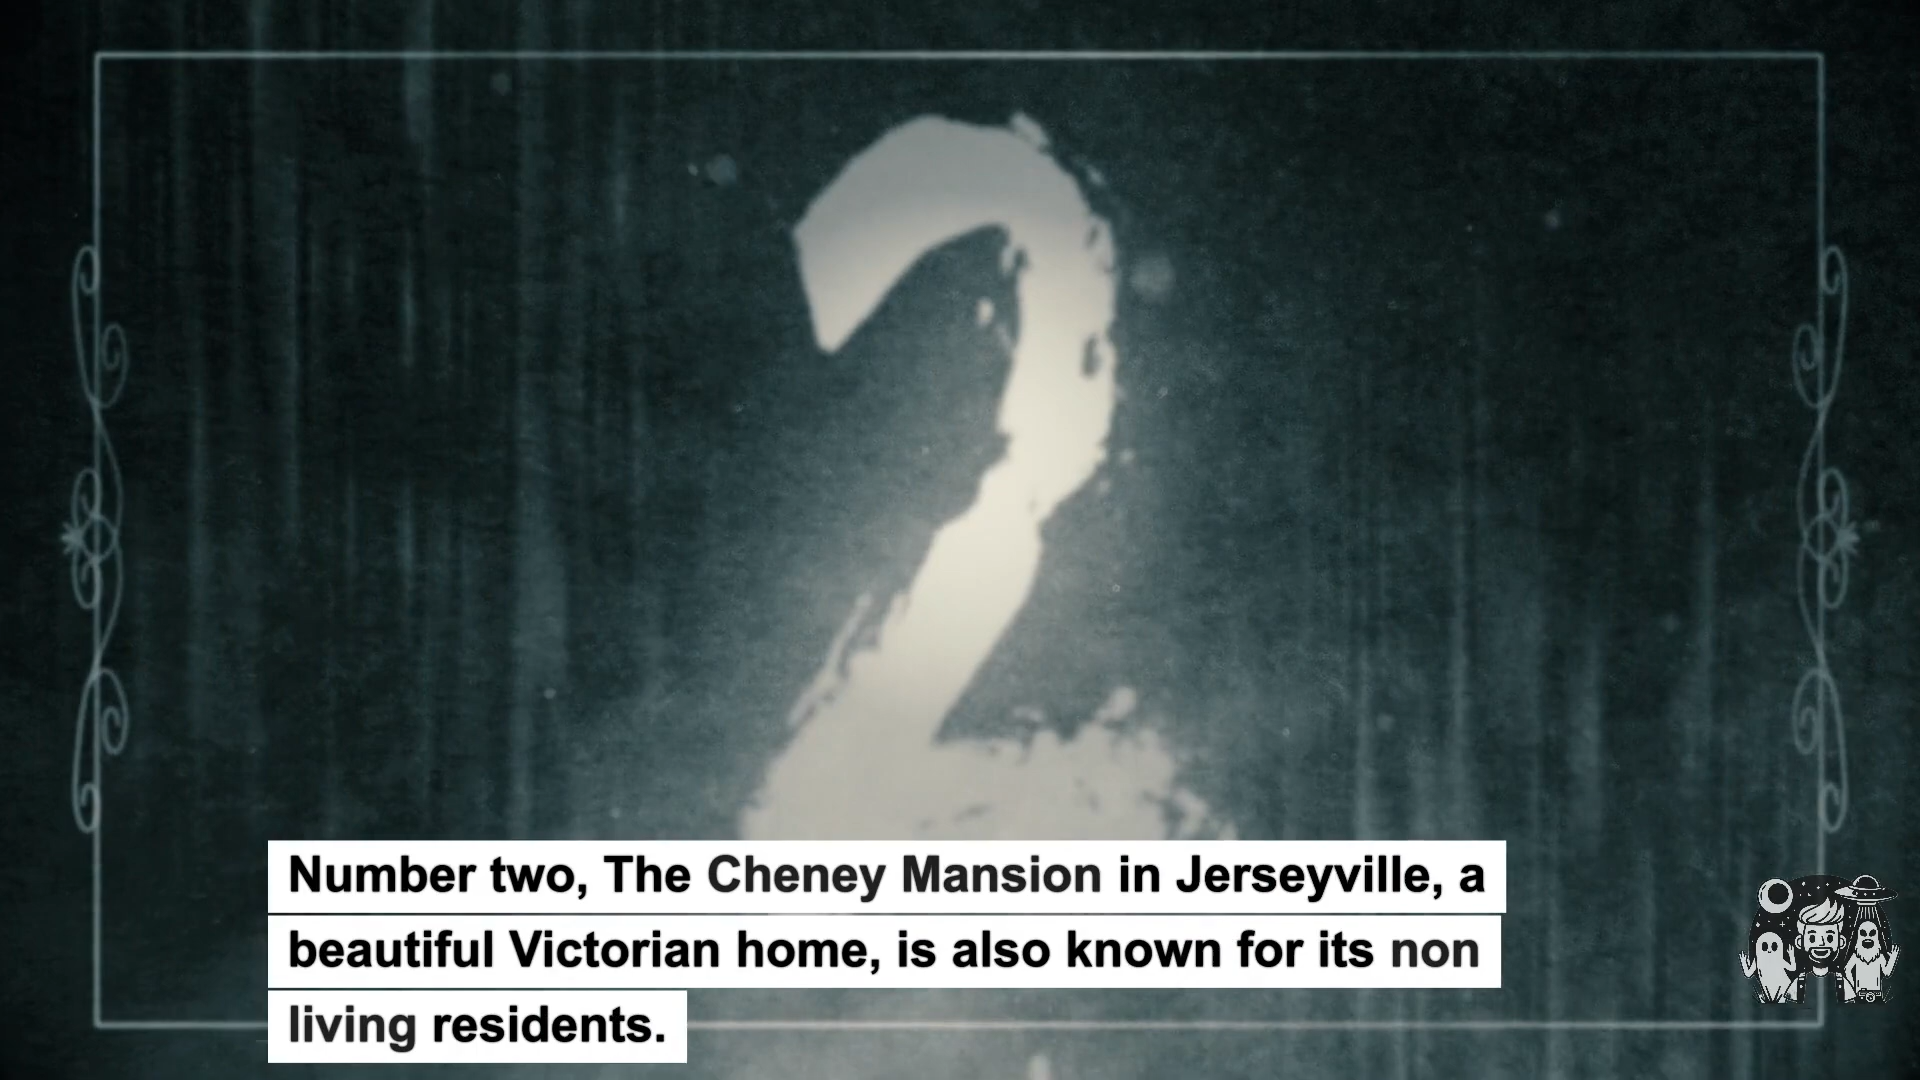 2
Number two, The Cheney Mansion in Jerseyville, a
beautiful Victorian home, is also known for its non
living residents.